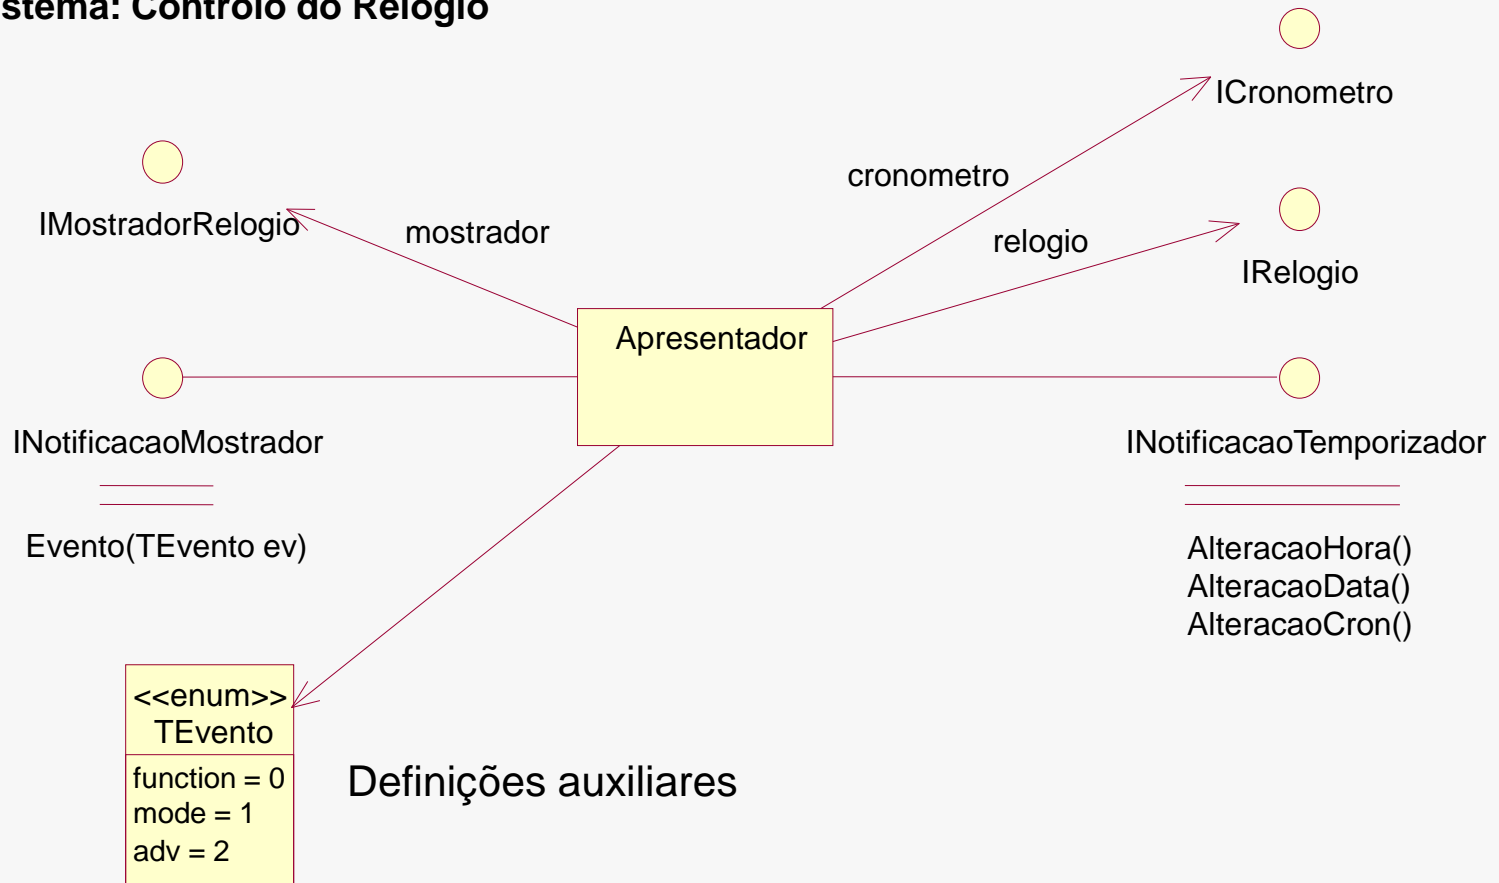 stema: Controlo do Relogio
ICronometro
cronometro
IMostradorRelogio
mostrador
relogio
IRelogio
Apresentador
INotificacaoMostrador
INotificacaoTemporizador
Evento(TEvento ev)
AlteracaoHora()
AlteracaoData()
AlteracaoCron()
<<enum>>
TEvento
function = 0
mode = 1
adv = 2
Definições auxiliares